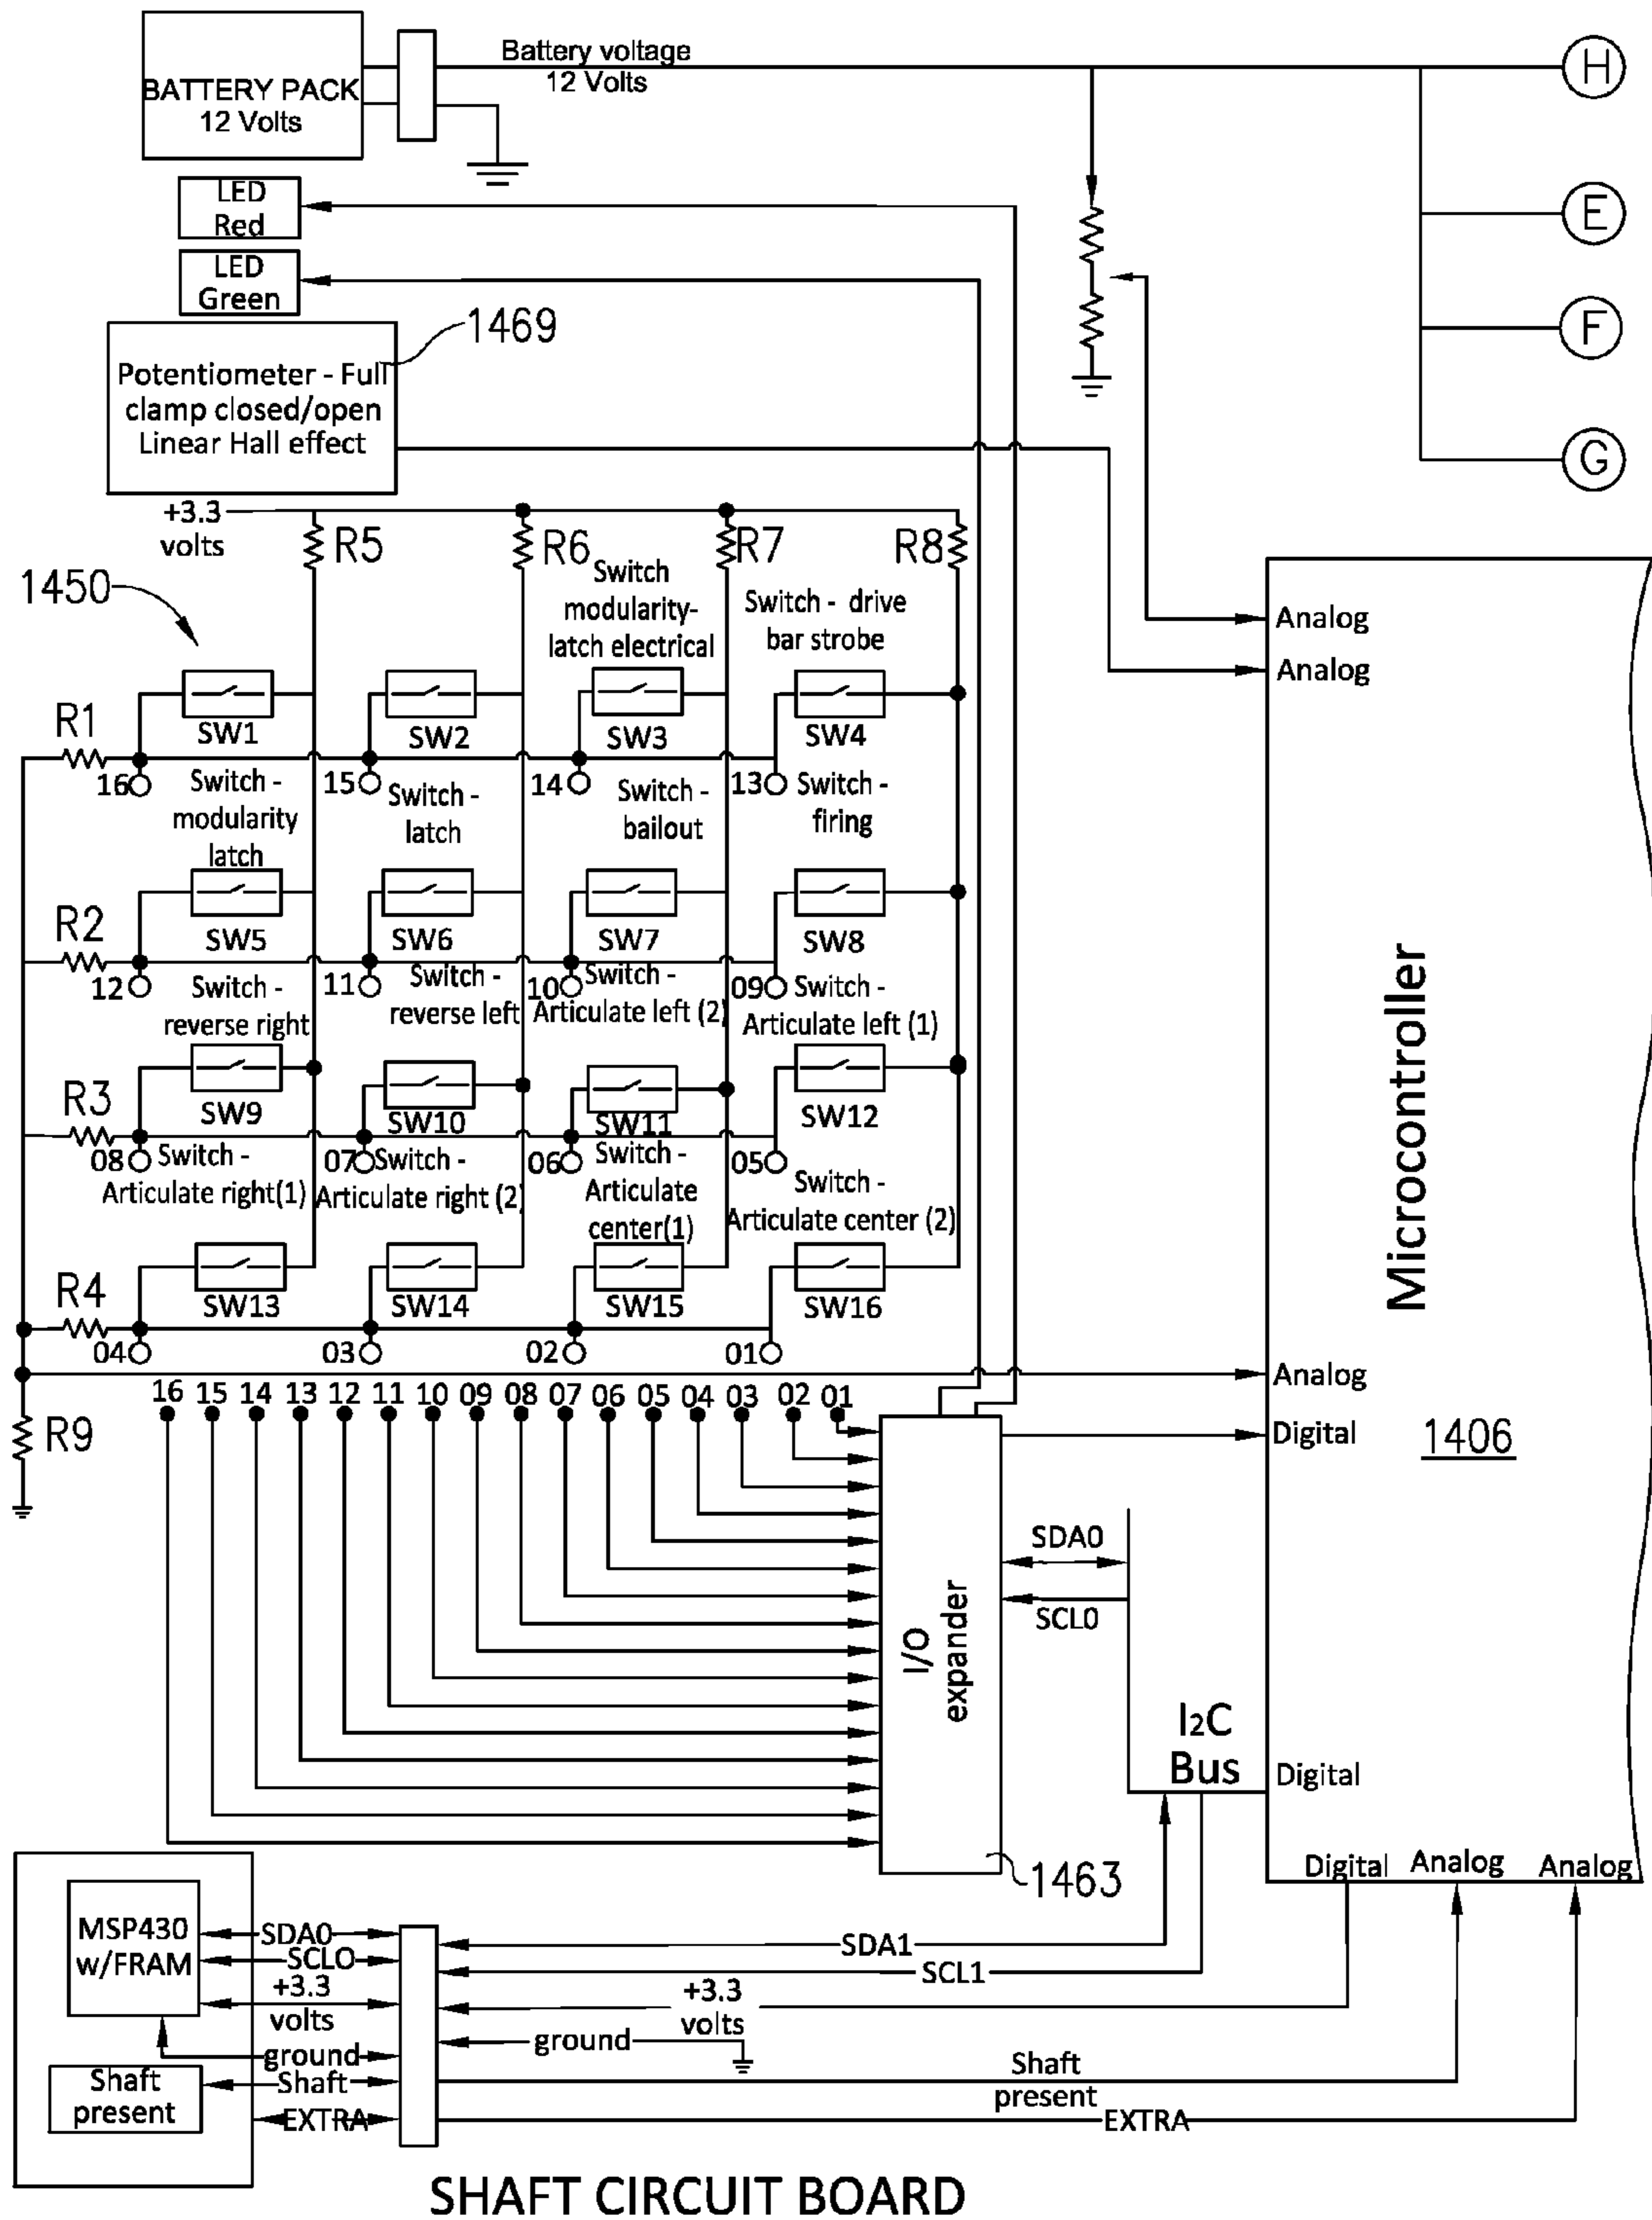 BATTERY PACK
12 Volts
Battery voltage
12 Volts
H
LED
Red
E
LED
Green
F
1469
Potentiometer - Full
clamp closed/open
Linear Hall effect
G
+3.3
volts
R5
R6
R7
R8
1450
Switch
modularity-
latch electrical
Switch - drive
bar strobe
Analog
Analog
SW1
SW2
SW3
SW4
R1
16
15
14
13
Switch -
modularity
latch
Switch -
latch
Switch -
bailout
Switch -
firing
SW5
SW6
SW7
SW8
R2
12
11
10
09
Switch -
reverse right
Switch -
reverse left
Switch -
Articulate left (2)
Switch -
Articulate left (1)
SW9
SW10
SW11
SW12
R3
08
07
06
05
Switch -
Articulate right(1)
Switch -
Articulate right (2)
Switch -
Articulate
center(1)
Switch -
Articulate center (2)
SW13
SW14
SW15
SW16
R4
04
03
02
01
Microcontroller
1406
Analog
Digital
R9
16 15 14 13 12 11 10 09 08 07 06 05 04 03 02 01
I/O
expander
SDA0
SCL0
I2C
Bus
Digital
1463
Digital
Analog
Analog
MSP430
w/FRAM
SDA0
SCLO
+3.3
volts
ground
Shaft
EXTRA
Shaft
present
SDA1
SCL1
+3.3
volts
ground
Shaft
present
EXTRA
SHAFT CIRCUIT BOARD